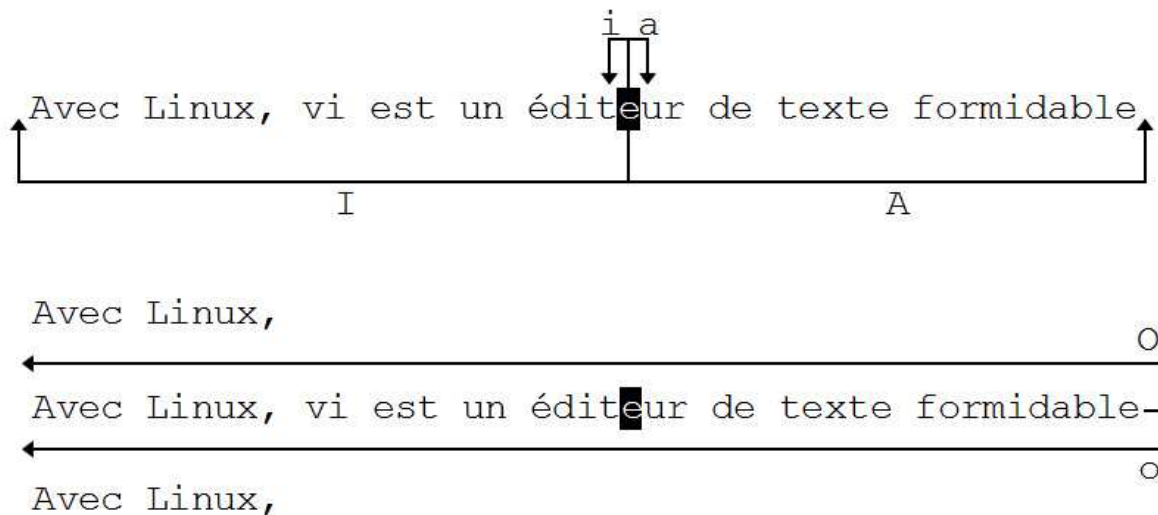 i a
Avec Linux, vi est un éditeur de texte formidable
I A
Avec Linux,
O
Avec Linux, vi est un éditeur de texte formidable
o
Avec Linux,